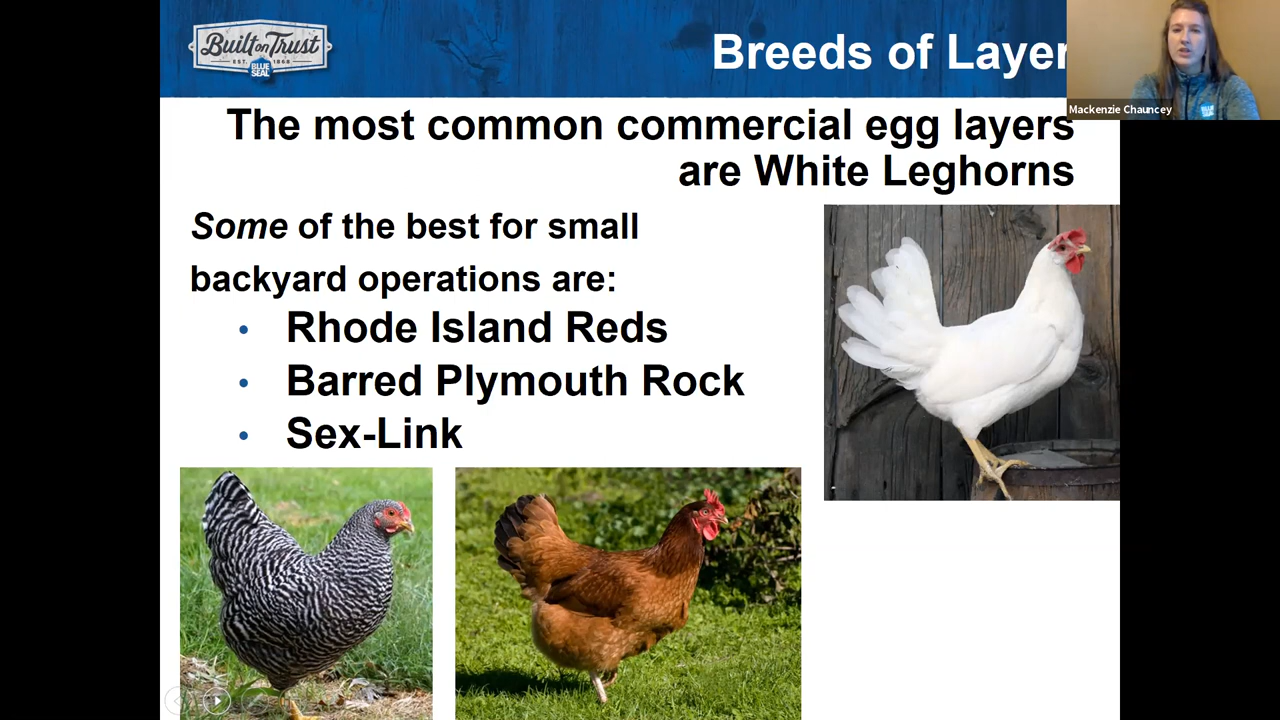 Built on Trust
EST. 1868
BLUE
SEAL
Breeds of Layer
Mackenzie Chauncey
The most common commercial egg layers
are White Leghorns
Some of the best for small
backyard operations are:
• Rhode Island Reds
• Barred Plymouth Rock
• Sex-Link